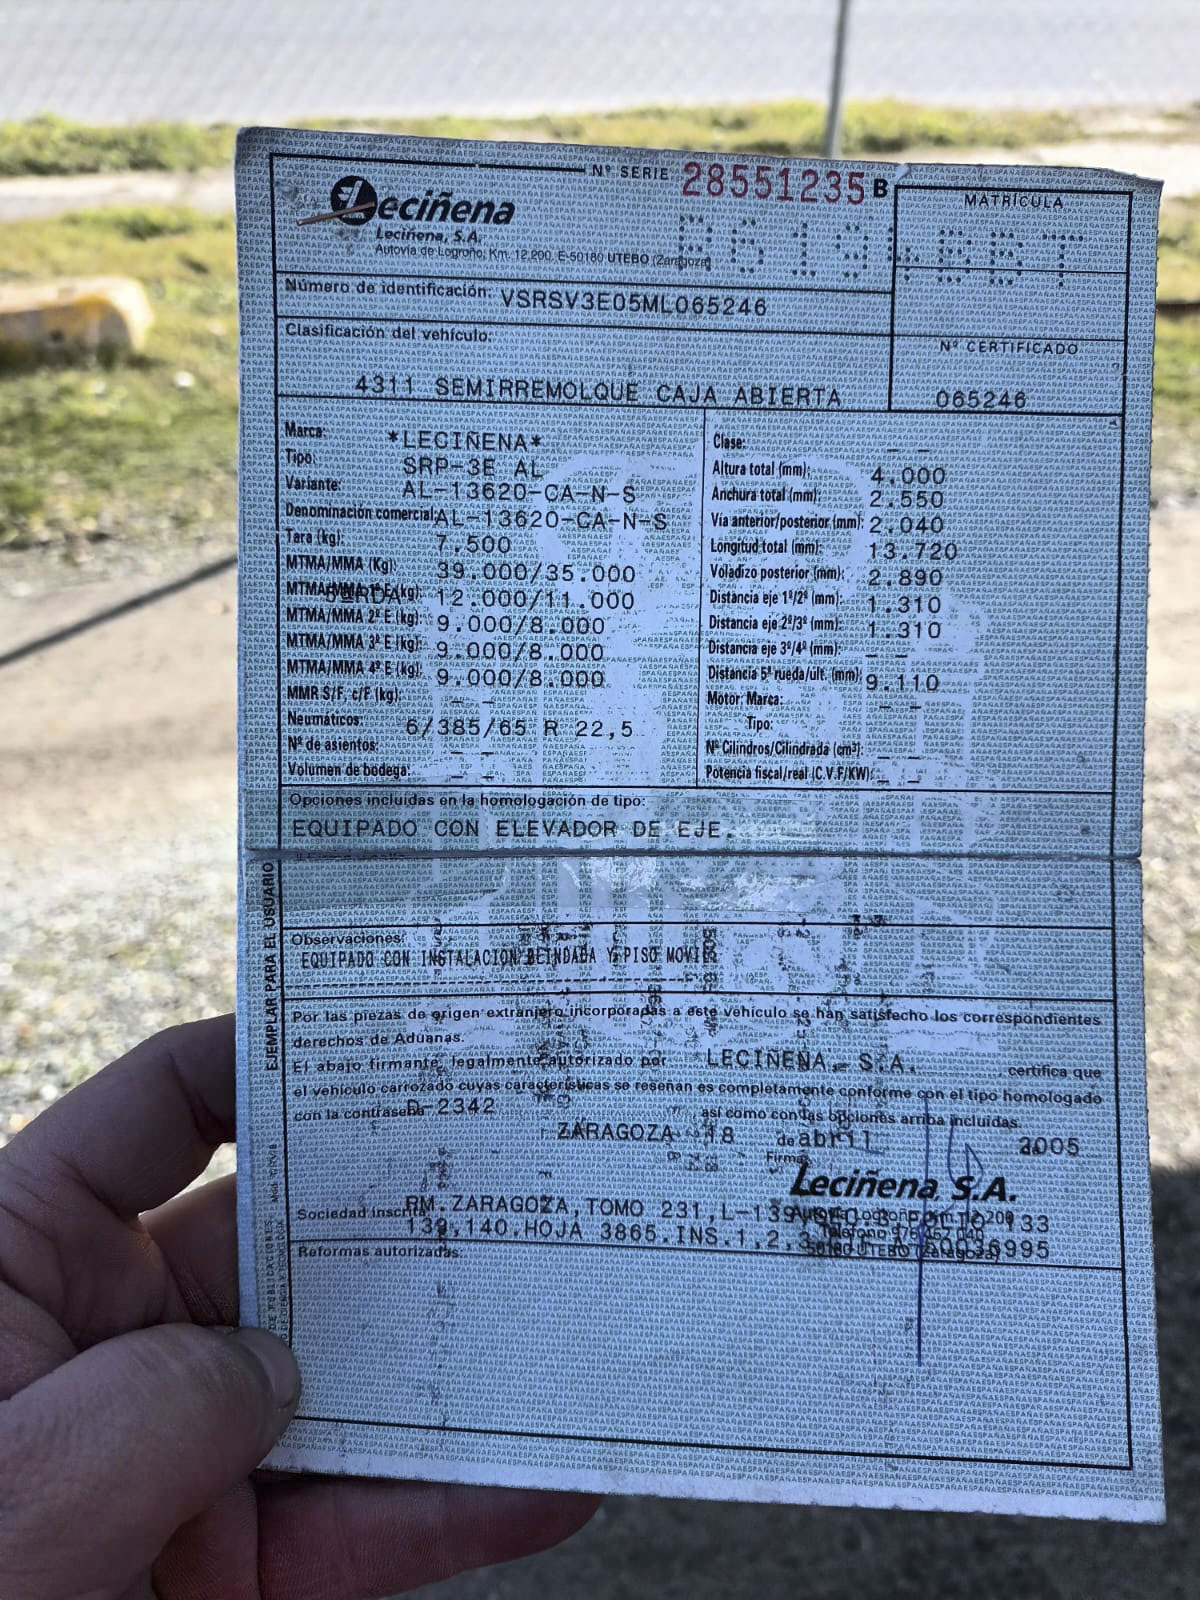 Nº SERIE 28551235 B
MATRÍCULA
Leciñena
Leciñena, S.A.
Autovía de Logroño, Km. 12,200, E-50180 UTEBO (Zaragoza)
Número de identificación: VSRSV3E05ML065246
Clasificación del vehículo:
Nº CERTIFICADO
4311 SEMIRREMOLQUE CAJA ABIERTA
065246
Marca: *LECIÑENA*
Tipo: SRP-3E AL
Variante: AL-13620-CA-N-S
Denominación comercial: AL-13620-CA-N-S
Tara (kg): 7.500
MTMA/MMA (Kg): 39.000/35.000
MTMA/MMA 1º E (kg): 12.000/11.000
MTMA/MMA 2º E (kg): 9.000/8.000
MTMA/MMA 3º E (kg): 9.000/8.000
MTMA/MMA 4º E (kg): 9.000/8.000
MMR S/F, c/F (kg): – –
Neumáticos: 6/385/65 R 22,5
Nº de asientos: – –
Volumen de bodega: – –
Clase: – –
Altura total (mm): 4.000
Anchura total (mm): 2.550
Vía anterior/posterior (mm): 2.040
Longitud total (mm): 13.720
Voladizo posterior (mm): 2.890
Distancia eje 1º/2º (mm): 1.310
Distancia eje 2º/3º (mm): 1.310
Distancia eje 3º/4º (mm): – –
Distancia 5ª rueda/últ. (mm): 9.110
Motor: Marca: – –
Tipo:
Nº Cilindros/Cilindrada (cm³): – –
Potencia fiscal/real (C.V.F/KW): – –
Opciones incluidas en la homologación de tipo:
EQUIPADO CON ELEVADOR DE EJE.
EJEMPLAR PARA EL USUARIO
Observaciones:
EQUIPADO CON INSTALACION BLINDADA Y PISO MOVIL
Por las piezas de origen extranjero incorporadas a este vehículo se han satisfecho los correspondientes
derechos de Aduanas.
El abajo firmante, legalmente autorizado por LECIÑENA, S.A. certifica que
el vehículo carrozado cuyas características se reseñan es completamente conforme con el tipo homologado
con la contraseña D-2342 así como con las opciones arriba incluidas.
ZARAGOZA 18 de abril de 2005
Firma
Leciñena, S.A.
Sociedad inscrita RM. ZARAGOZA, TOMO 231, L-139 133
139,140.HOJA 3865.INS.1,2,3
50180 UTEBO (Zaragoza)
Reformas autorizadas: